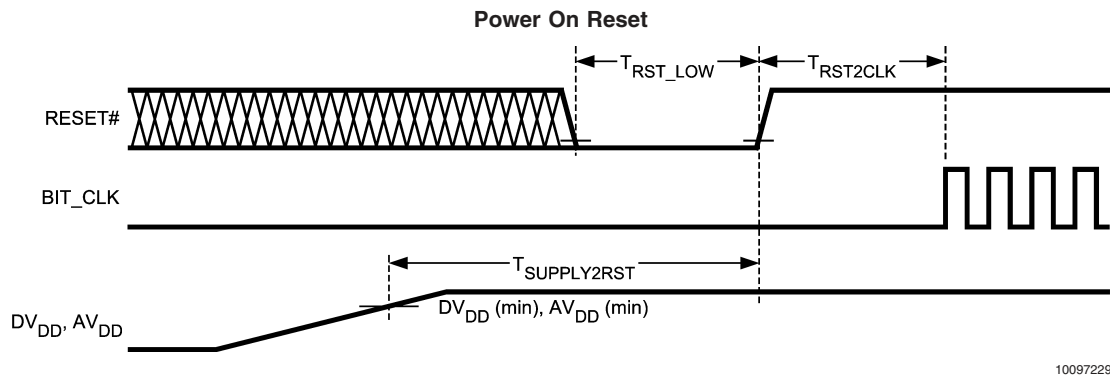 Power On Reset
T_RST_LOW
T_RST2CLK
RESET#
BIT_CLK
T_SUPPLY2RST
DV_DD (min), AV_DD (min)
DV_DD, AV_DD
10097229